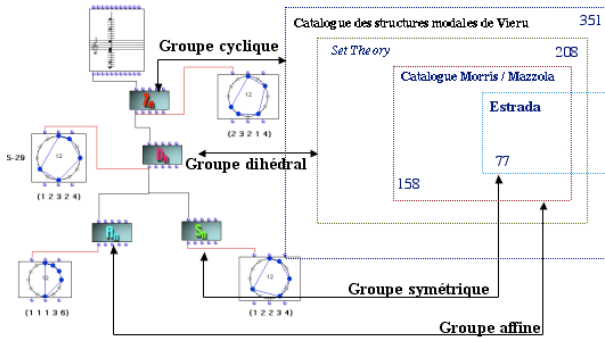 Catalogue des structures modales de Vieru 351
Groupe cyclique
Set Theory 208
Catalogue Morris / Mazzola
Z n
12
(2 3 2 1 4)
Estrada
5-29
12
D n
Groupe dihédral
77
158
(1 2 3 2 4)
A n
S n
12
12
Groupe symétrique
(1 1 1 3 6)
(1 2 2 3 4)
Groupe affine